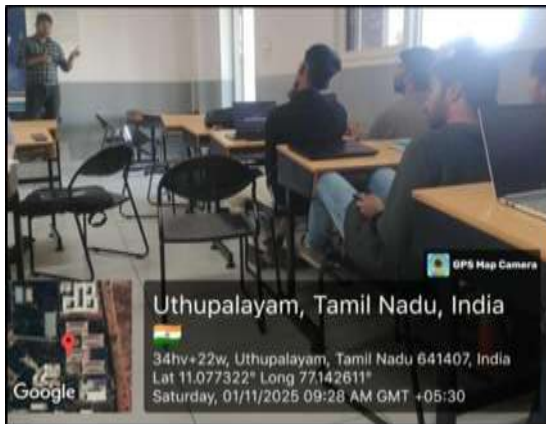 GPS Map Camera
Uthupalayam, Tamil Nadu, India
34hv+22w, Uthupalayam, Tamil Nadu 641407, India
Lat 11.077322° Long 77.142611°
Saturday, 01/11/2025 09:28 AM GMT +05:30
Google